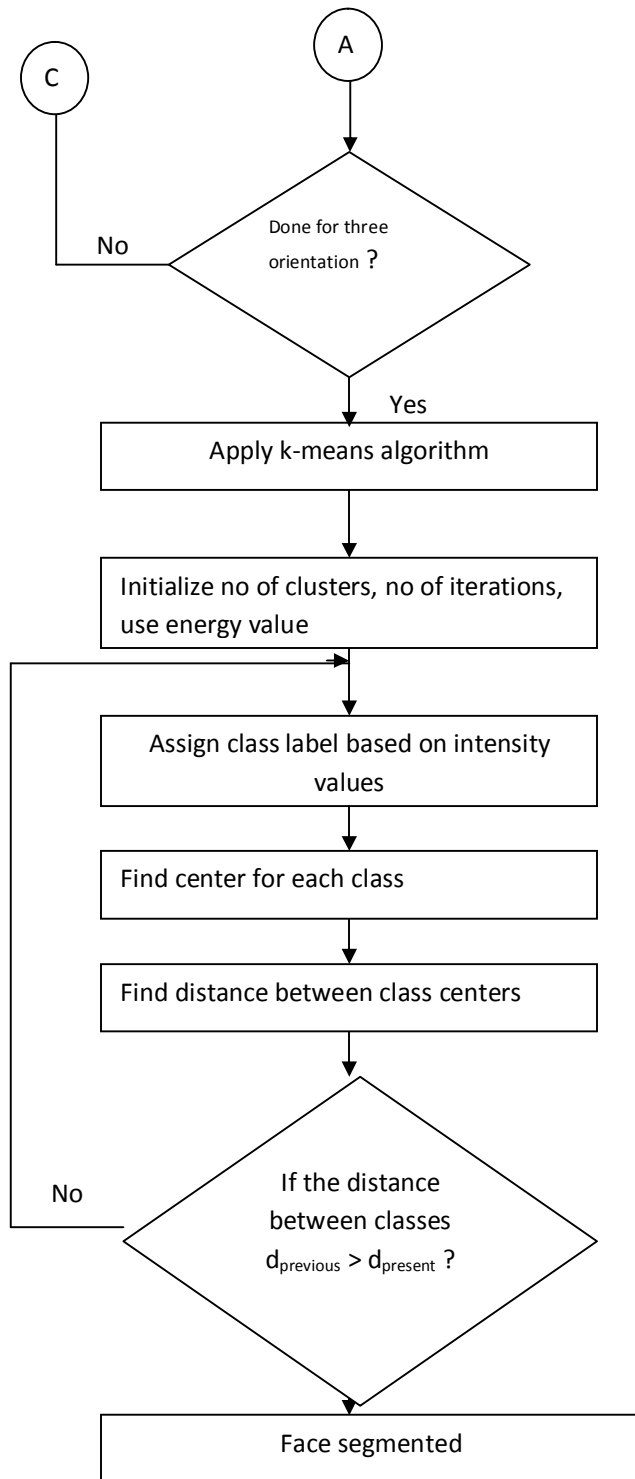 A
C
Done for three
orientation ?
No
Yes
Apply k-means algorithm
Initialize no of clusters, no of iterations,
use energy value
Assign class label based on intensity
values
Find center for each class
Find distance between class centers
If the distance
between classes
dprevious > dpresent ?
No
Face segmented